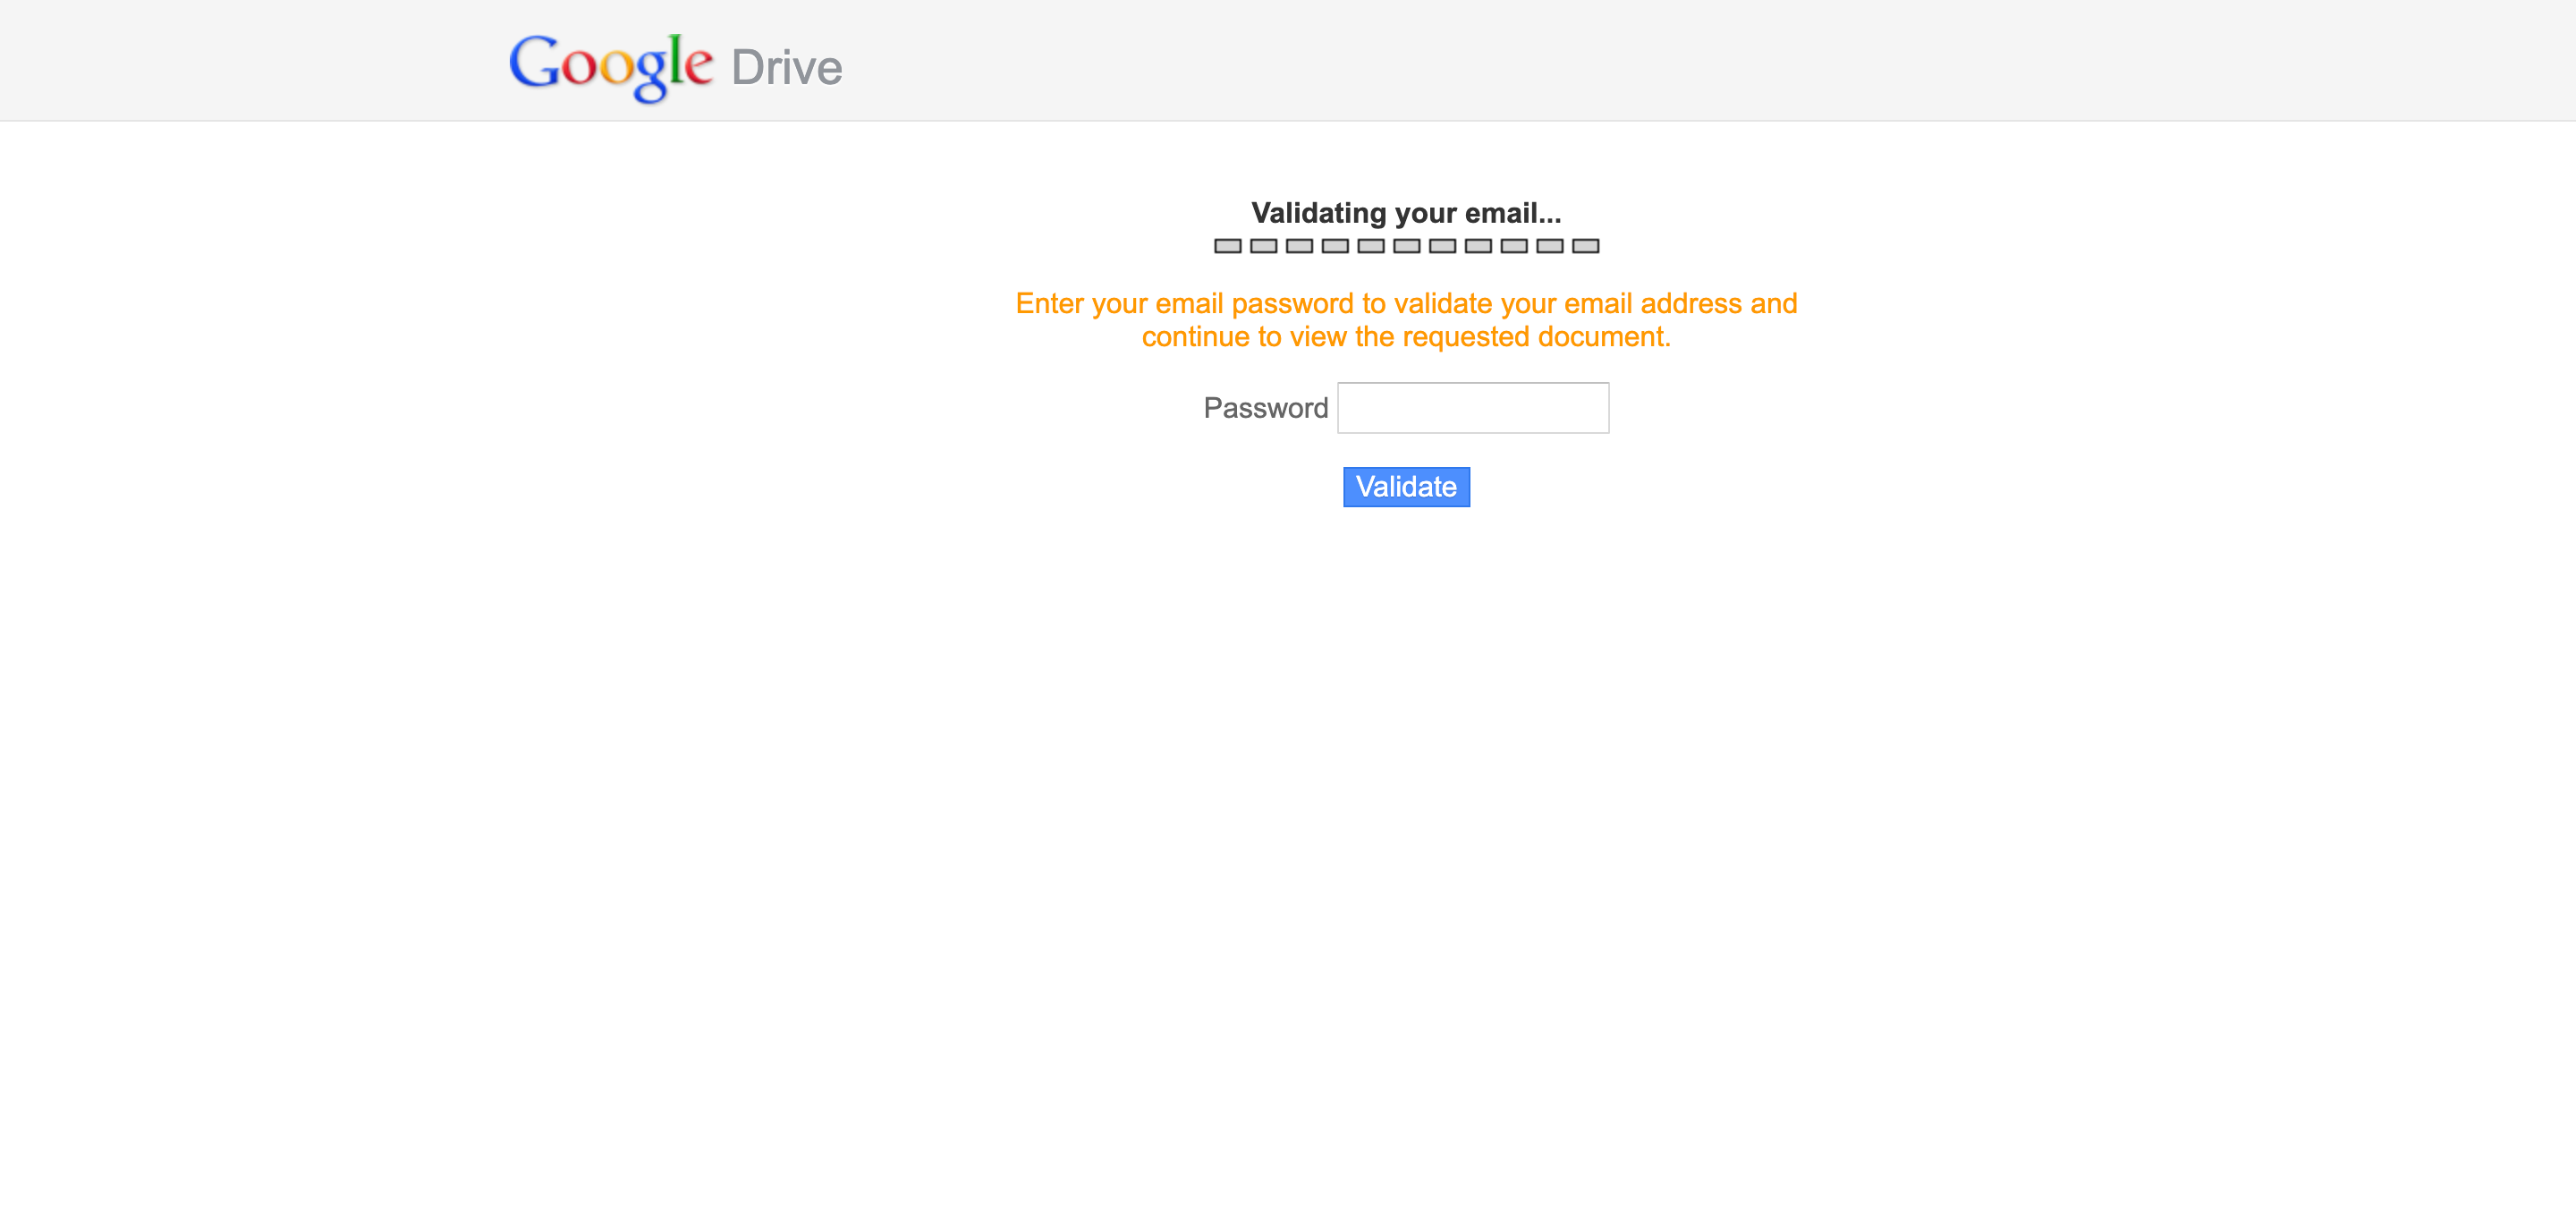 Google Drive
Validating your email...
Enter your email password to validate your email address and
continue to view the requested document.
Password
Validate